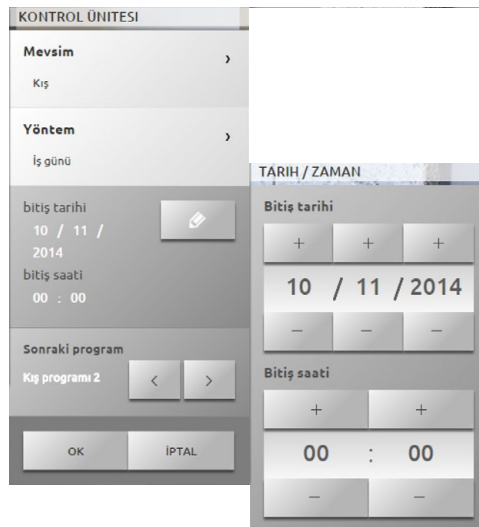 KONTROL ÜNITESI
Mevsim
Kış
Yöntem
İş günü
bitiş tarihi
10 / 11 /
2014
bitiş saati
00 : 00
Sonraki program
Kış programı 2
< >
OK İPTAL
TARIH / ZAMAN
Bitiş tarihi
+ + +
10 / 11 / 2014
− − −
Bitiş saati
+ +
00 : 00
− −